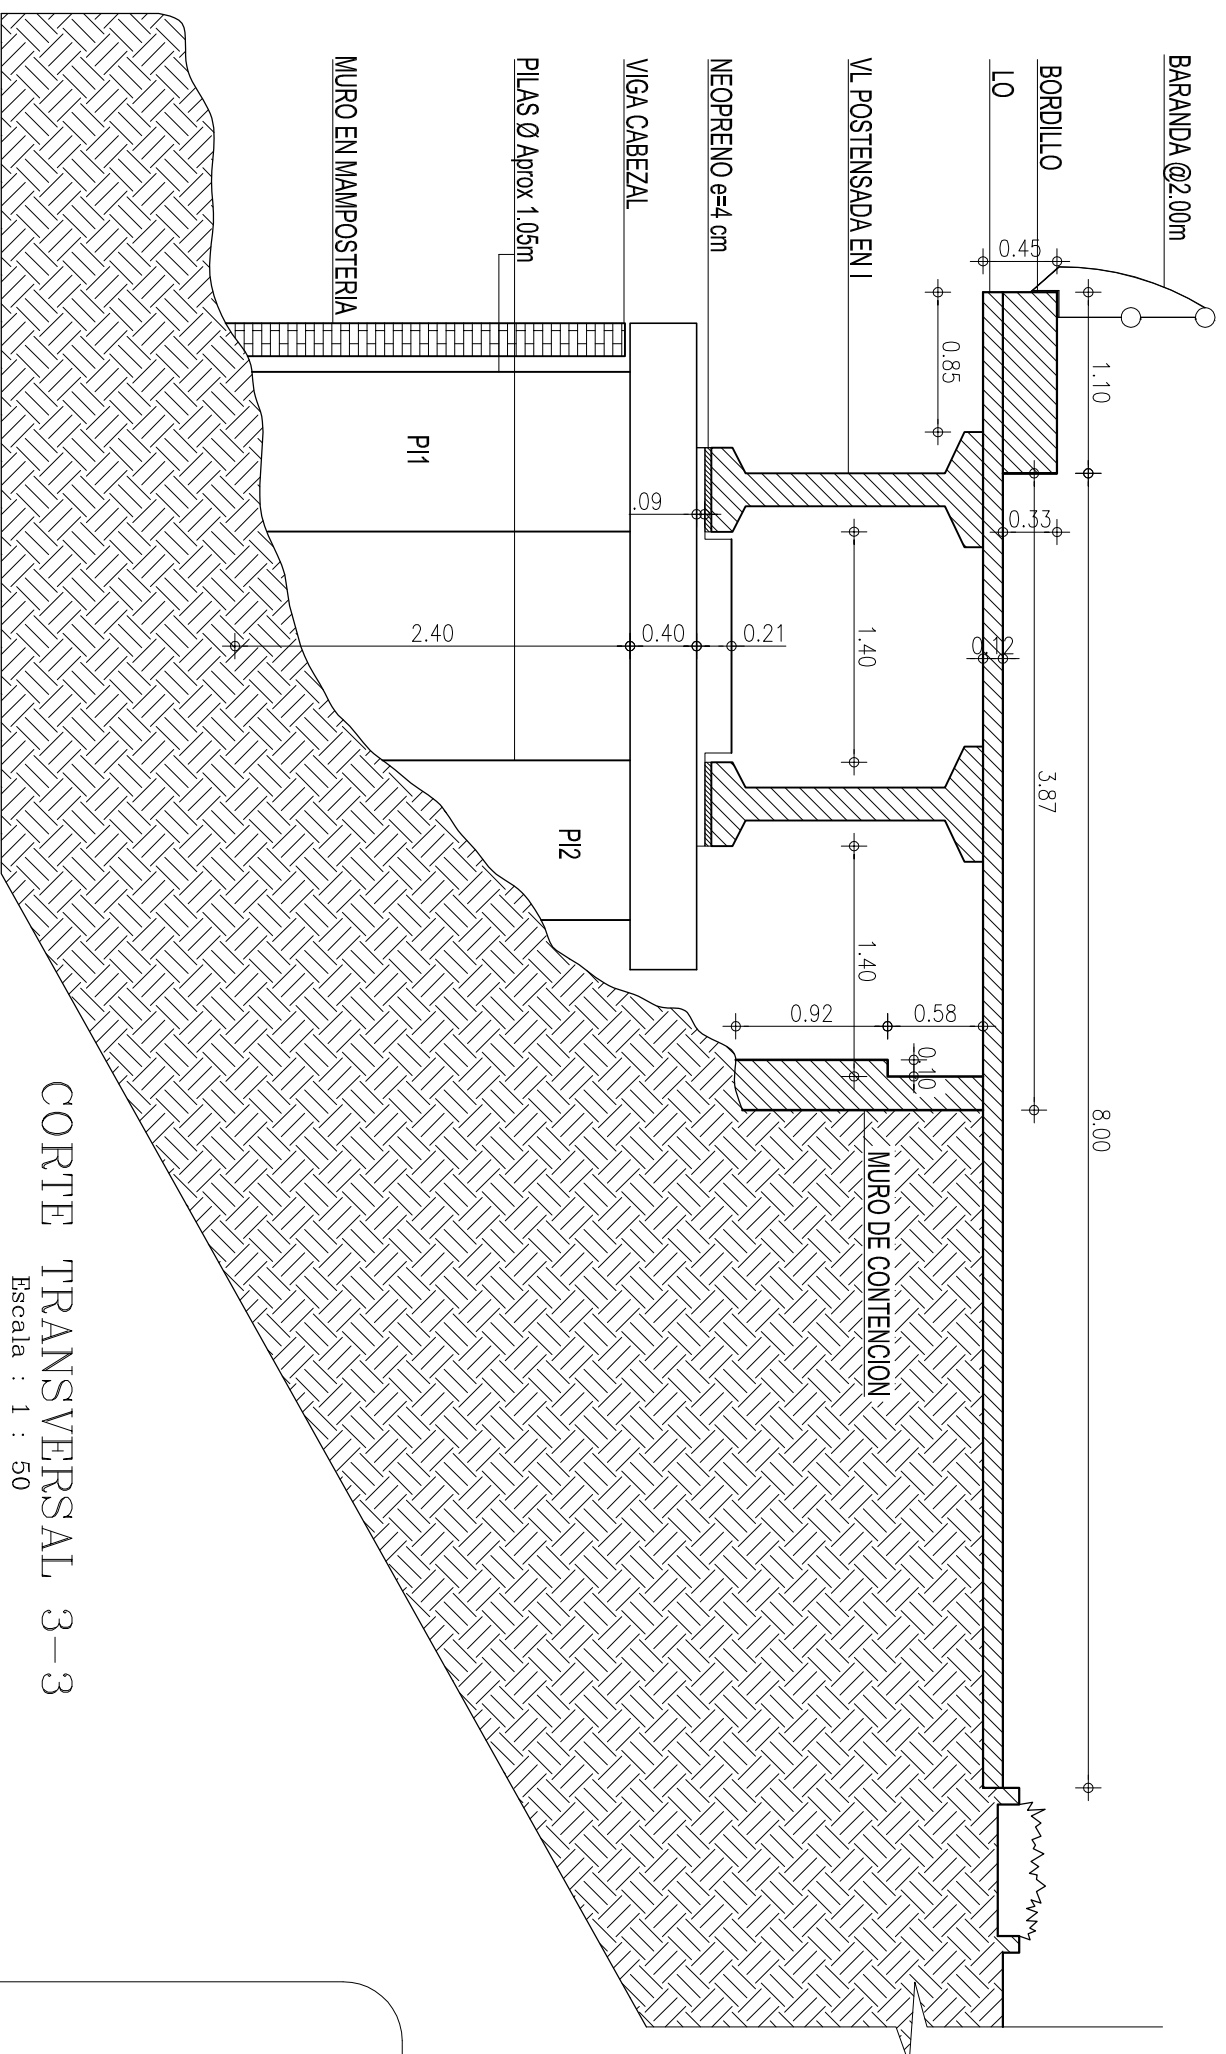 BARANDA @2.00m
BORDILLO
LO
VL POSTENSADA EN I
NEOPRENO e=4 cm
VIGA CABEZAL
PILAS Ø Aprox 1.05m
MURO EN MAMPOSTERIA
0.45
1.10
8.00
0.85
0.33
3.87
0.12
1.40
1.40
0.58
0.92
0.10
MURO DE CONTENCION
.09
0.21
0.40
2.40
PI1
PI2
CORTE TRANSVERSAL 3-3
Escala : 1 : 50